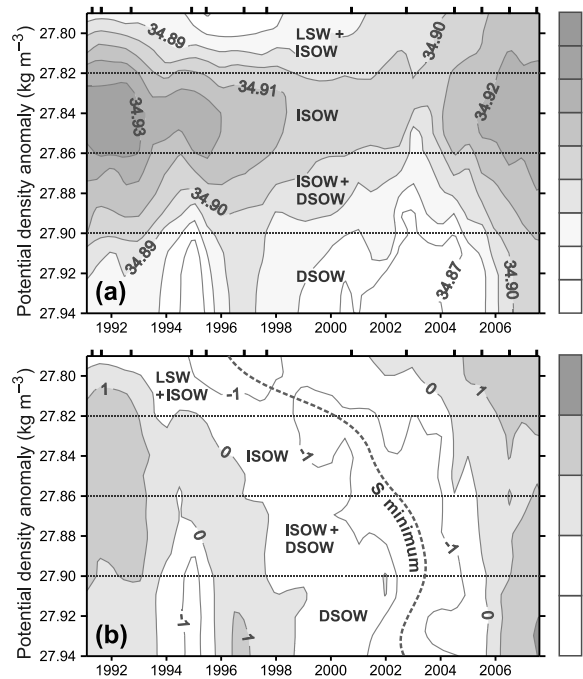 Potential density anomaly (kg m⁻³)
27.80
27.82
27.84
27.86
27.88
27.90
27.92
27.94
34.89
LSW +
ISOW
34.90
34.91
34.92
34.93
ISOW
ISOW +
DSOW
34.90
34.89
DSOW
34.87
34.90
(a)
1992 1994 1996 1998 2000 2002 2004 2006
Potential density anomaly (kg m⁻³)
27.80
27.82
27.84
27.86
27.88
27.90
27.92
27.94
1
LSW
+ISOW
-1
0
1
0
ISOW
-1
S minimum
0
ISOW +
DSOW
-1
-1
1
DSOW
0
(b)
1992 1994 1996 1998 2000 2002 2004 2006